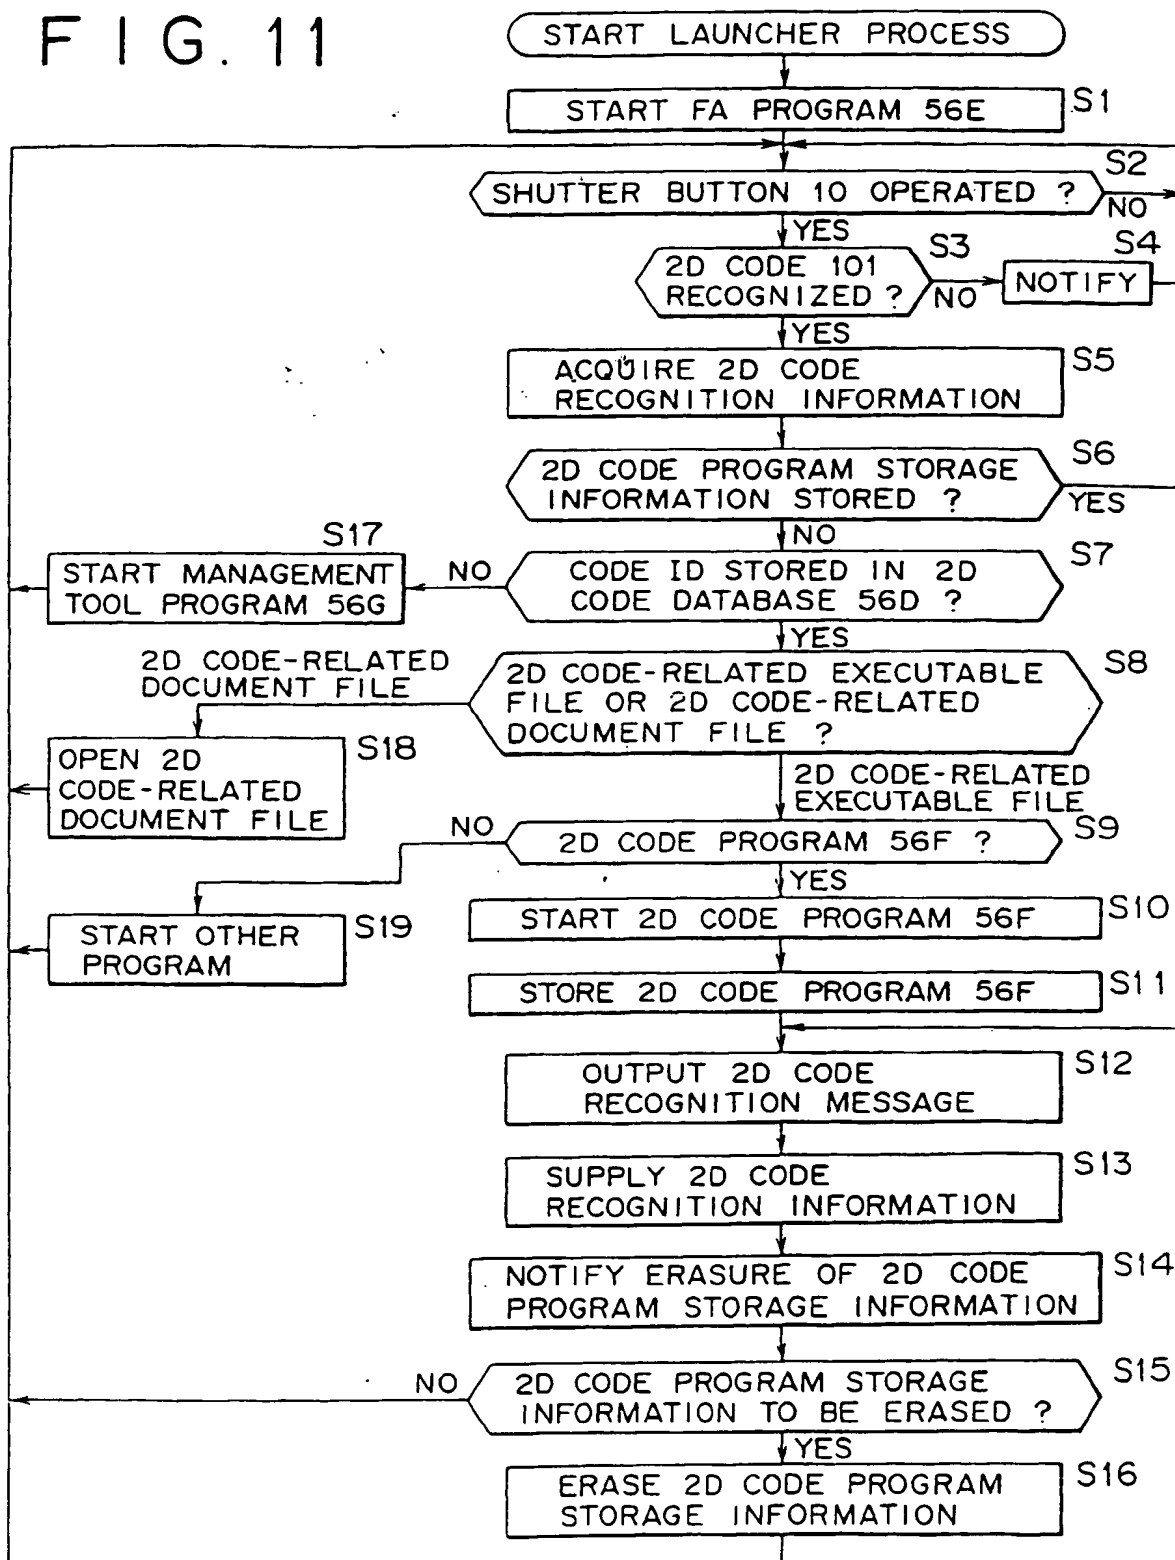 FIG. 11
START LAUNCHER PROCESS
START FA PROGRAM 56E
S1
SHUTTER BUTTON 10 OPERATED ?
S2
NO
YES
2D CODE 101
RECOGNIZED ?
S3
NO
S4
NOTIFY
YES
ACQUIRE 2D CODE
RECOGNITION INFORMATION
S5
2D CODE PROGRAM STORAGE
INFORMATION STORED ?
S6
YES
NO
CODE ID STORED IN 2D
CODE DATABASE 56D ?
S7
NO
S17
START MANAGEMENT
TOOL PROGRAM 56G
YES
2D CODE-RELATED EXECUTABLE
FILE OR 2D CODE-RELATED
DOCUMENT FILE ?
S8
2D CODE-RELATED
DOCUMENT FILE
OPEN 2D
CODE-RELATED
DOCUMENT FILE
S18
2D CODE-RELATED
EXECUTABLE FILE
2D CODE PROGRAM 56F ?
S9
NO
START OTHER
PROGRAM
S19
YES
START 2D CODE PROGRAM 56F
S10
STORE 2D CODE PROGRAM 56F
S11
OUTPUT 2D CODE
RECOGNITION MESSAGE
S12
SUPPLY 2D CODE
RECOGNITION INFORMATION
S13
NOTIFY ERASURE OF 2D CODE
PROGRAM STORAGE INFORMATION
S14
2D CODE PROGRAM STORAGE
INFORMATION TO BE ERASED ?
S15
NO
YES
ERASE 2D CODE PROGRAM
STORAGE INFORMATION
S16